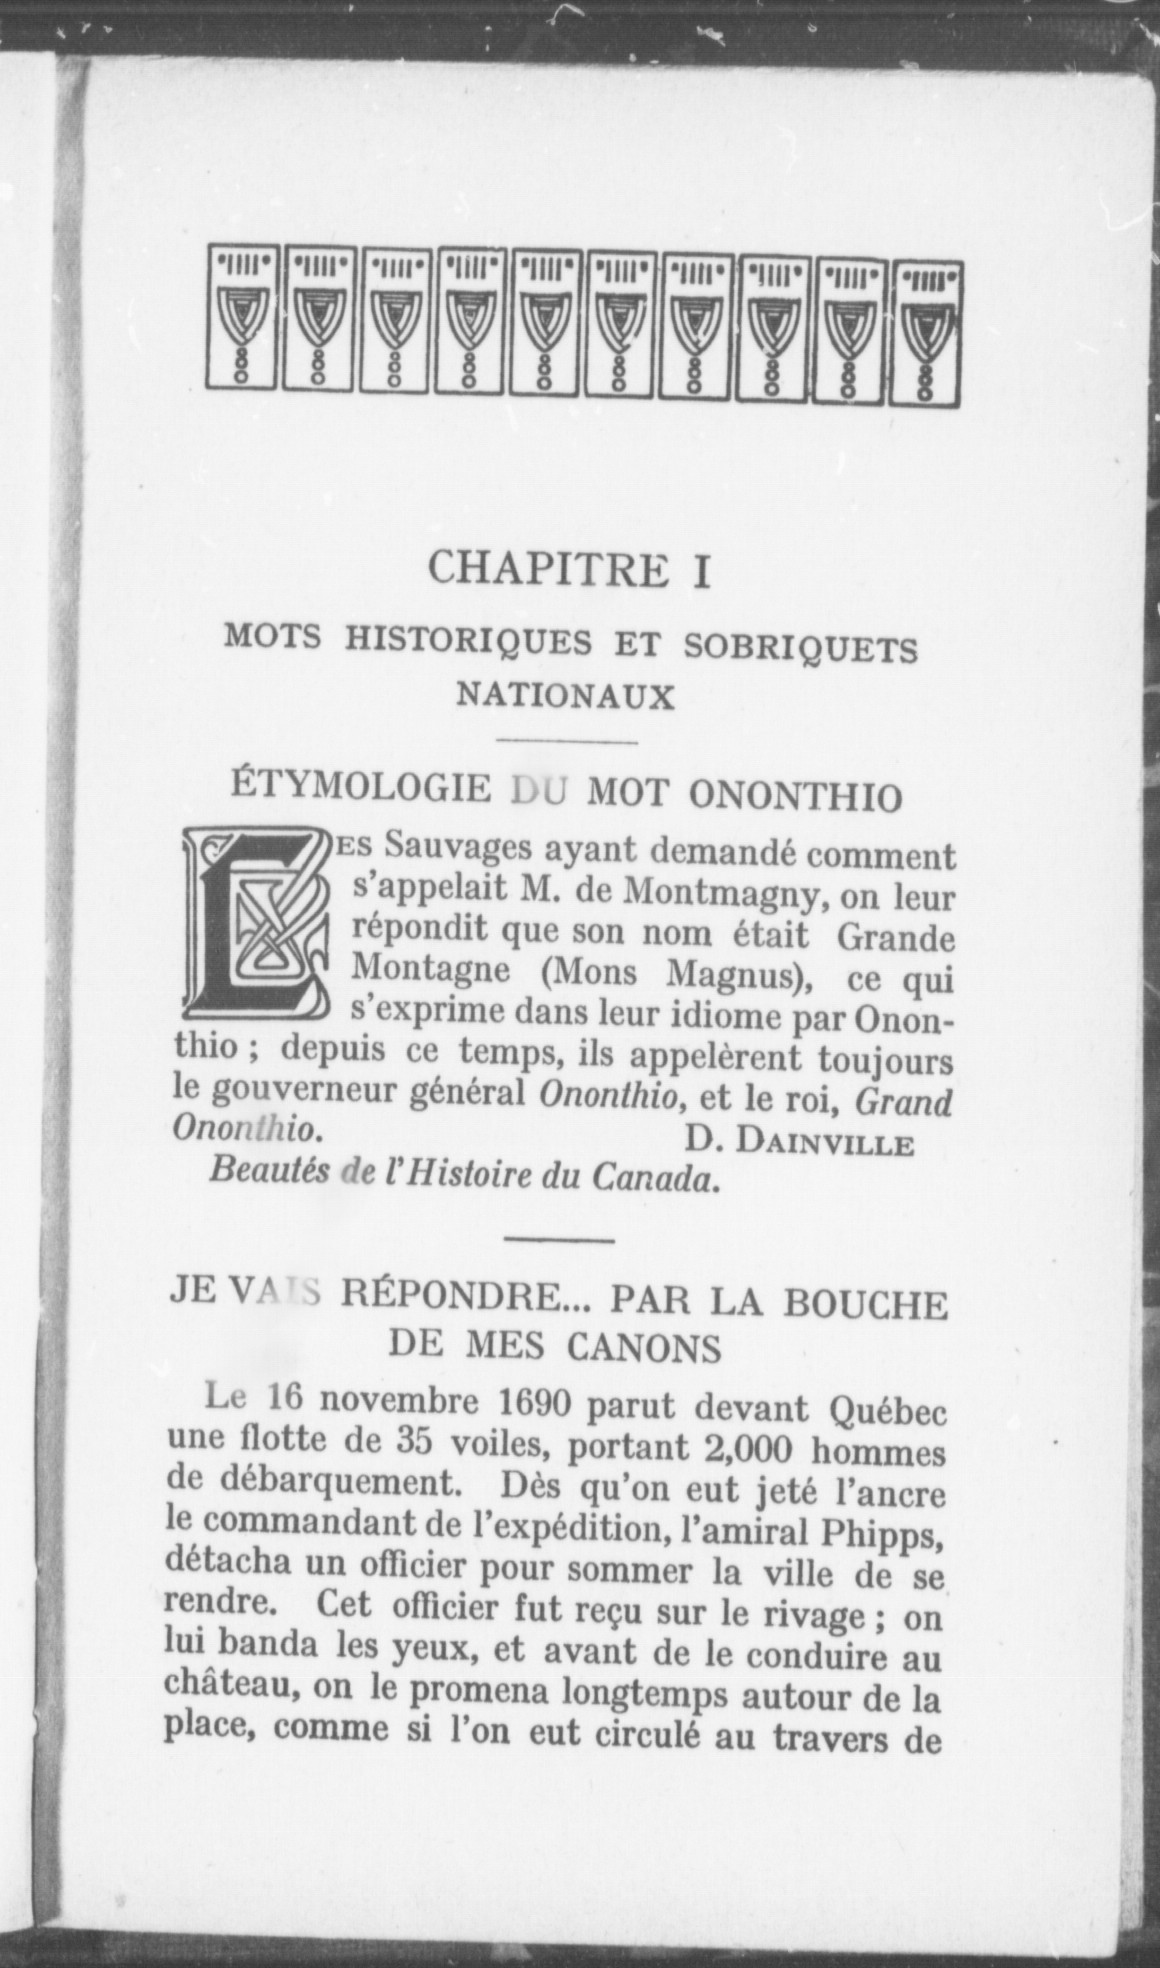 CHAPITRE I
MOTS HISTORIQUES ET SOBRIQUETS
NATIONAUX
ÉTYMOLOGIE DU MOT ONONTHIO
LES Sauvages ayant demandé comment
s'appelait M. de Montmagny, on leur
répondit que son nom était Grande
Montagne (Mons Magnus), ce qui
s'exprime dans leur idiome par Onon-
thio ; depuis ce temps, ils appelèrent toujours
le gouverneur général Ononthio, et le roi, Grand
Ononthio. D. DAINVILLE
Beautés de l'Histoire du Canada.
JE VAIS RÉPONDRE... PAR LA BOUCHE
DE MES CANONS
Le 16 novembre 1690 parut devant Québec
une flotte de 35 voiles, portant 2,000 hommes
de débarquement. Dès qu'on eut jeté l'ancre
le commandant de l'expédition, l'amiral Phipps,
détacha un officier pour sommer la ville de se
rendre. Cet officier fut reçu sur le rivage ; on
lui banda les yeux, et avant de le conduire au
château, on le promena longtemps autour de la
place, comme si l'on eut circulé au travers de